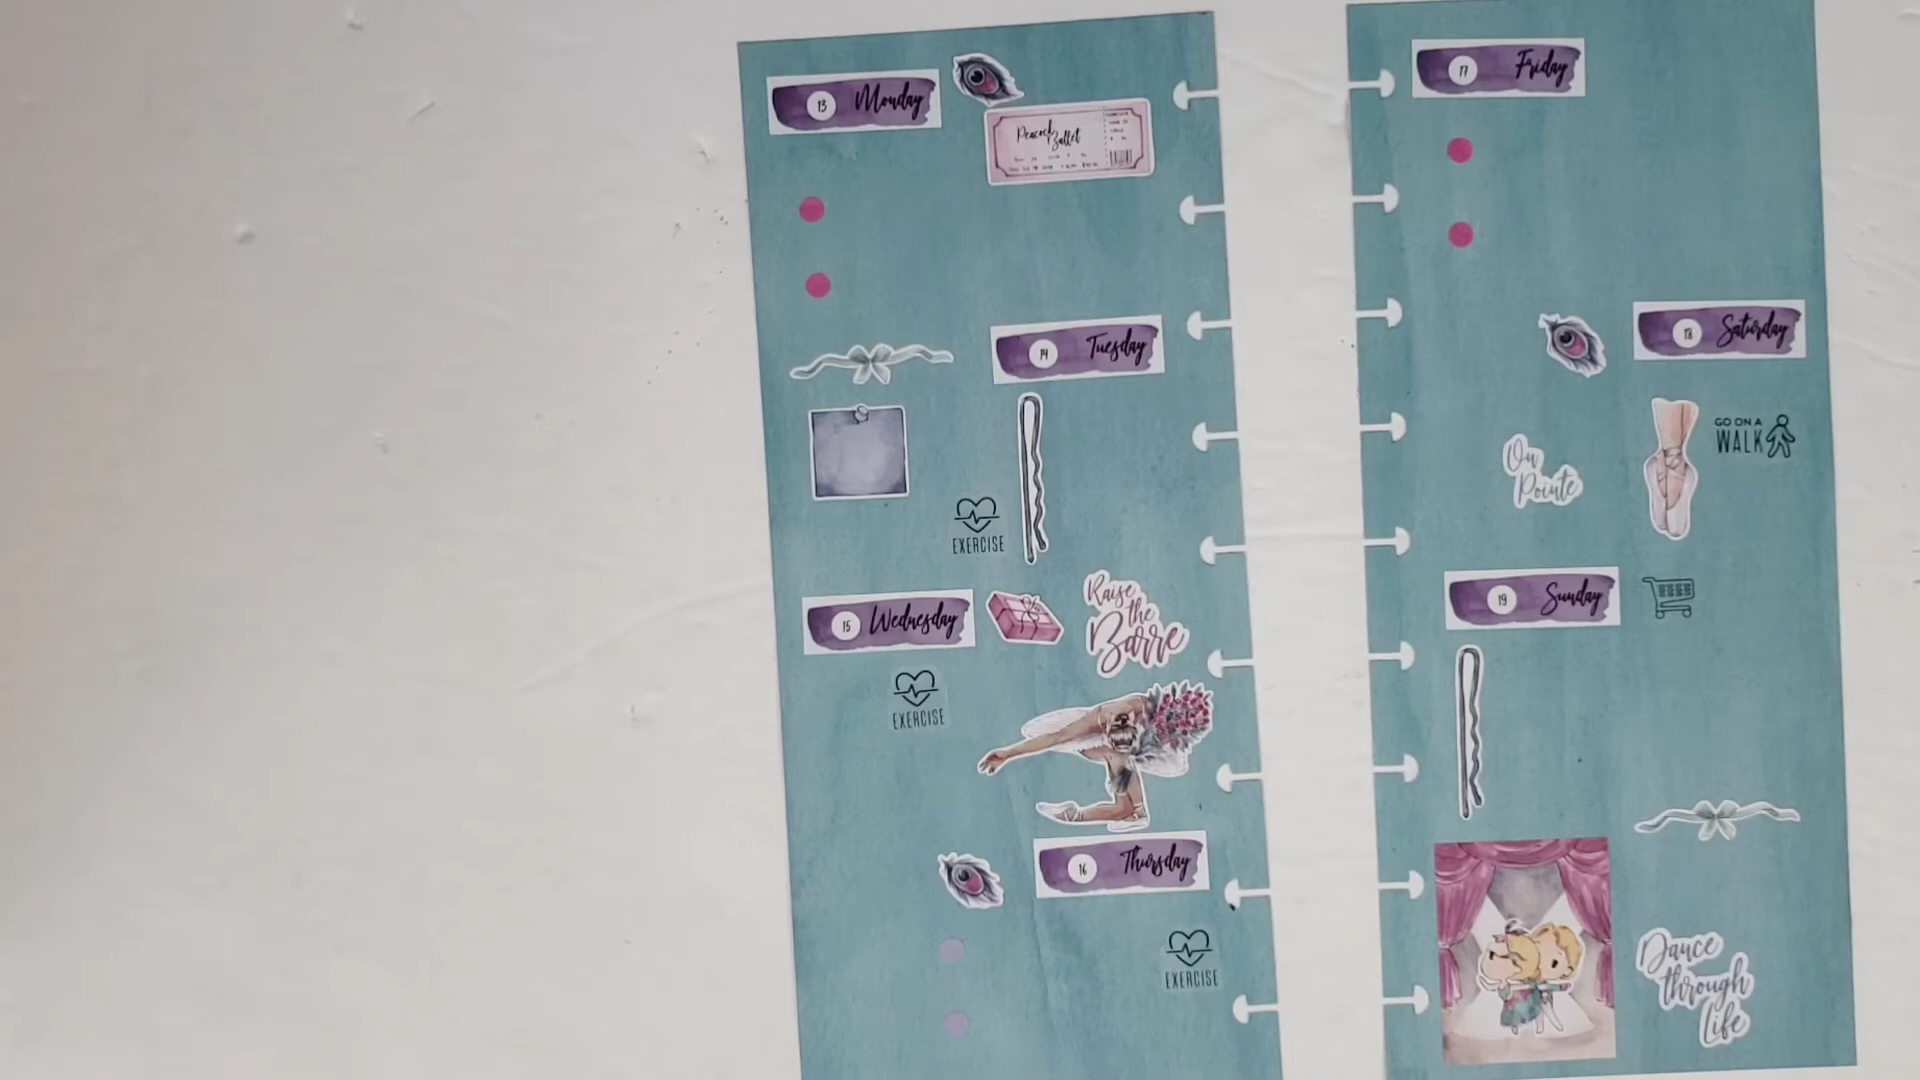 13 Monday
Peacock
Ballet
14 Tuesday
EXERCISE
15 Wednesday
Raise
the
Barre
EXERCISE
16 Thursday
EXERCISE
17 Friday
18 Saturday
GO ON A
WALK
On
Pointe
19 Sunday
Dance
through
Life